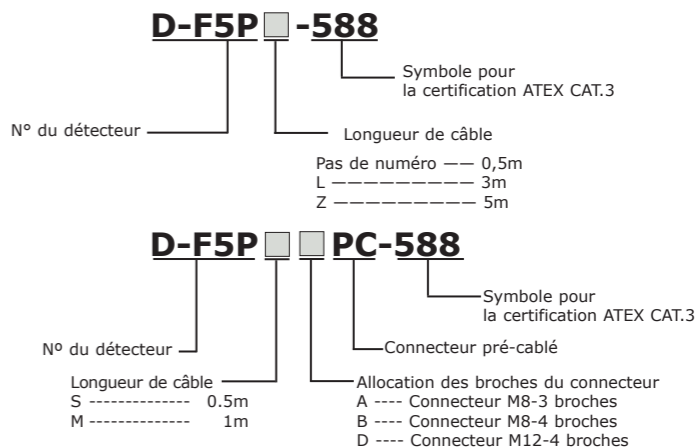 D-F5P -588
Symbole pour
la certification ATEX CAT.3
N° du détecteur
Longueur de câble
Pas de numéro —— 0,5m
L ————————— 3m
Z ————————— 5m
D-F5P PC-588
Symbole pour
la certification ATEX CAT.3
Nº du détecteur
Connecteur pré-cablé
Longueur de câble
S -------------- 0.5m
M -------------- 1m
Allocation des broches du connecteur
A ---- Connecteur M8-3 broches
B ---- Connecteur M8-4 broches
D ---- Connecteur M12-4 broches